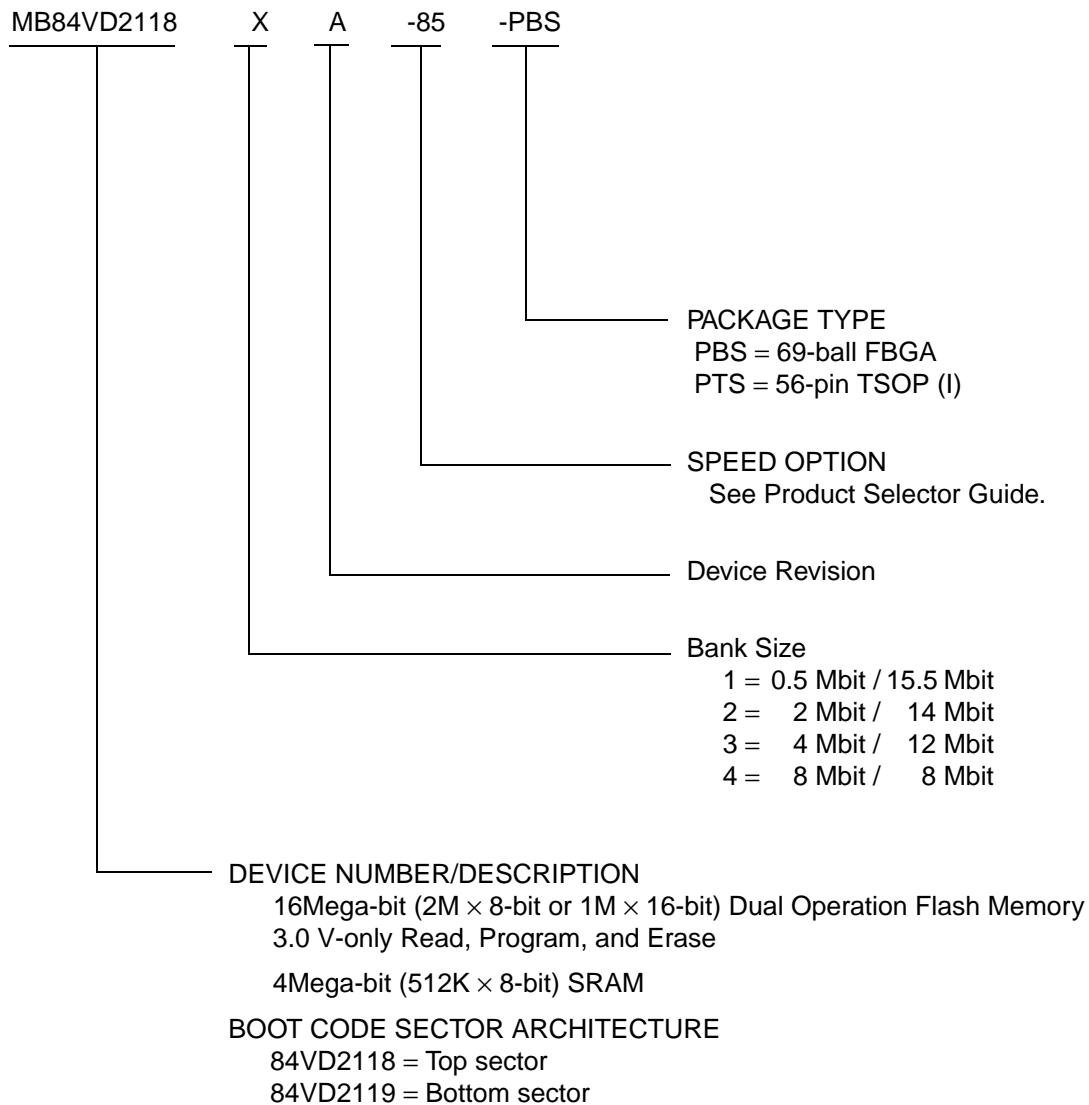 MB84VD2118 X A -85 -PBS
PACKAGE TYPE
PBS = 69-ball FBGA
PTS = 56-pin TSOP (I)
SPEED OPTION
See Product Selector Guide.
Device Revision
Bank Size
1 = 0.5 Mbit / 15.5 Mbit
2 = 2 Mbit / 14 Mbit
3 = 4 Mbit / 12 Mbit
4 = 8 Mbit / 8 Mbit
DEVICE NUMBER/DESCRIPTION
16Mega-bit (2M × 8-bit or 1M × 16-bit) Dual Operation Flash Memory
3.0 V-only Read, Program, and Erase
4Mega-bit (512K × 8-bit) SRAM
BOOT CODE SECTOR ARCHITECTURE
84VD2118 = Top sector
84VD2119 = Bottom sector